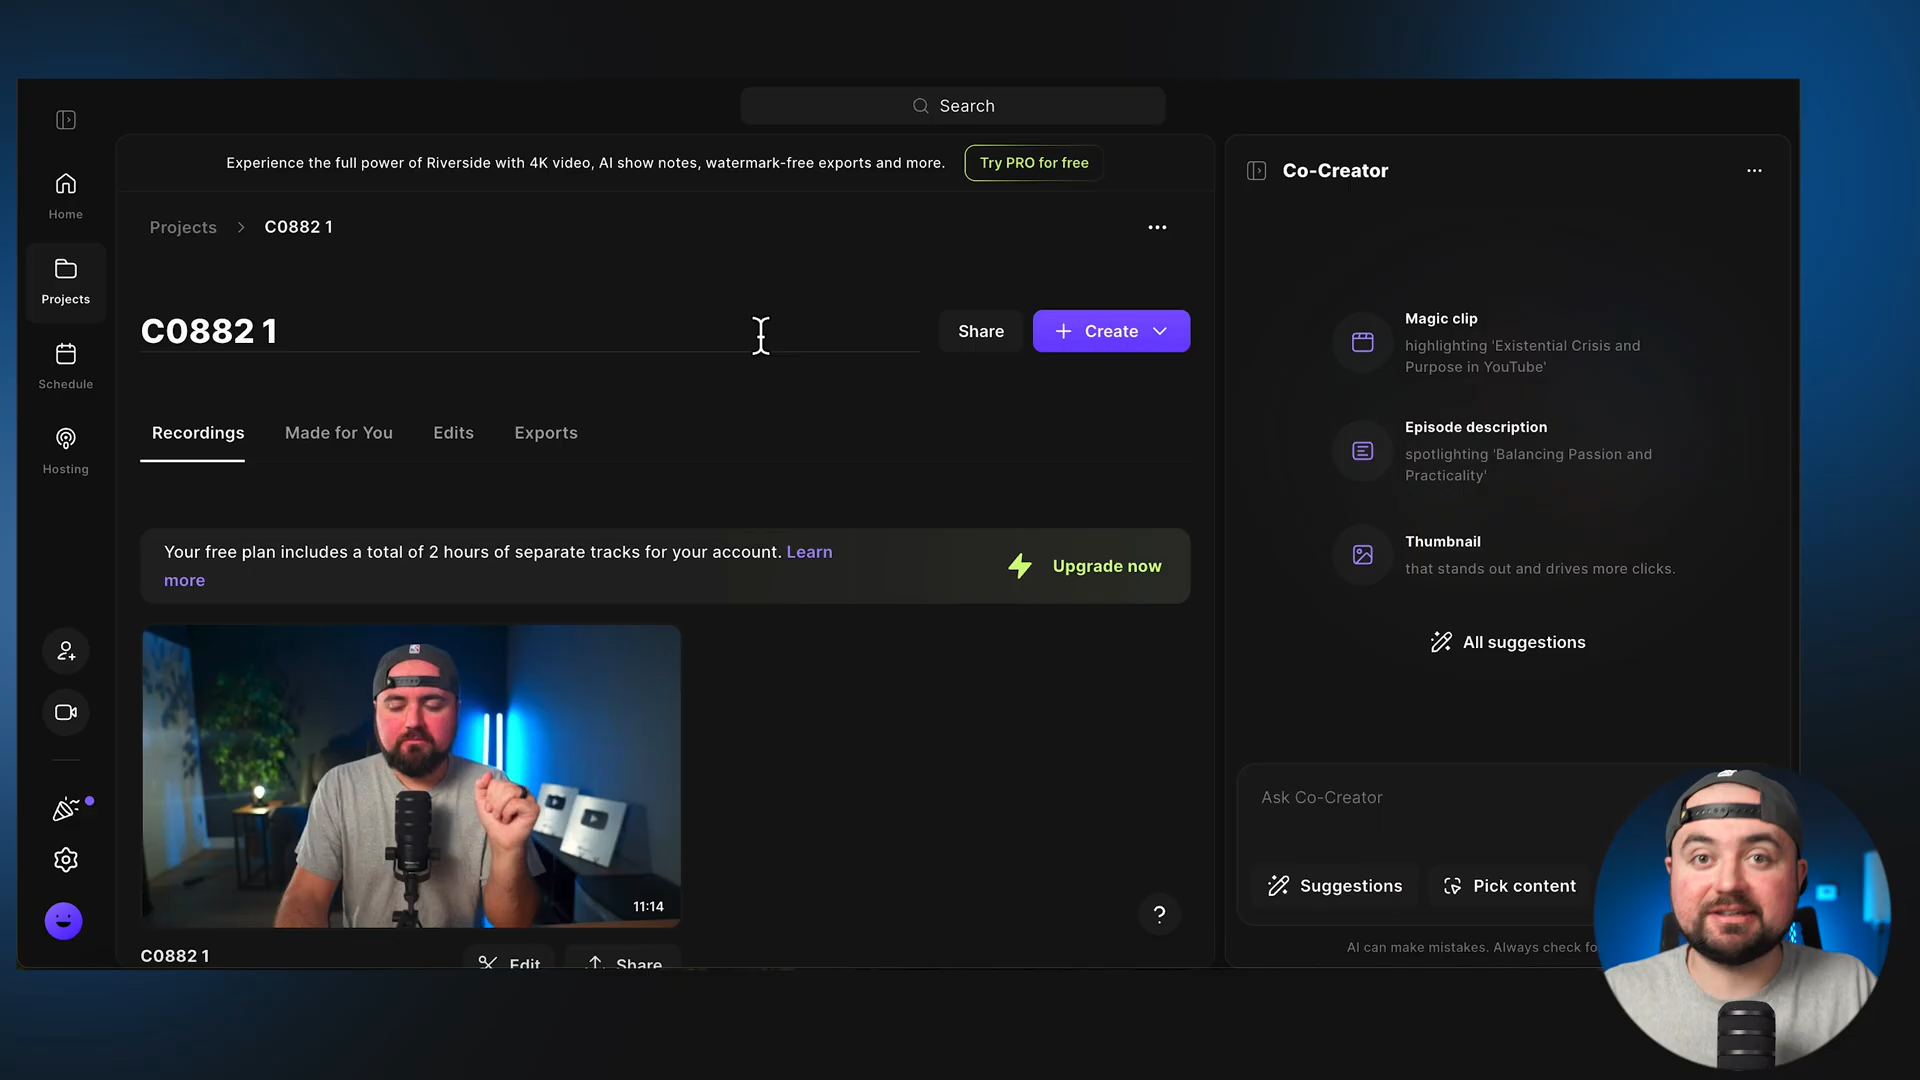 Search
Home
Projects
Schedule
Hosting
Experience the full power of Riverside with 4K video, AI show notes, watermark-free exports and more.
Try PRO for free
Projects > C0882 1
C0882 1
Share
+ Create
Recordings
Made for You
Edits
Exports
Your free plan includes a total of 2 hours of separate tracks for your account. Learn
more
Upgrade now
11:14
C0882 1
Edit
Share
?
Co-Creator
Magic clip
highlighting 'Existential Crisis and
Purpose in YouTube'
Episode description
spotlighting 'Balancing Passion and
Practicality'
Thumbnail
that stands out and drives more clicks.
All suggestions
Ask Co-Creator
Suggestions
Pick content
AI can make mistakes. Always check